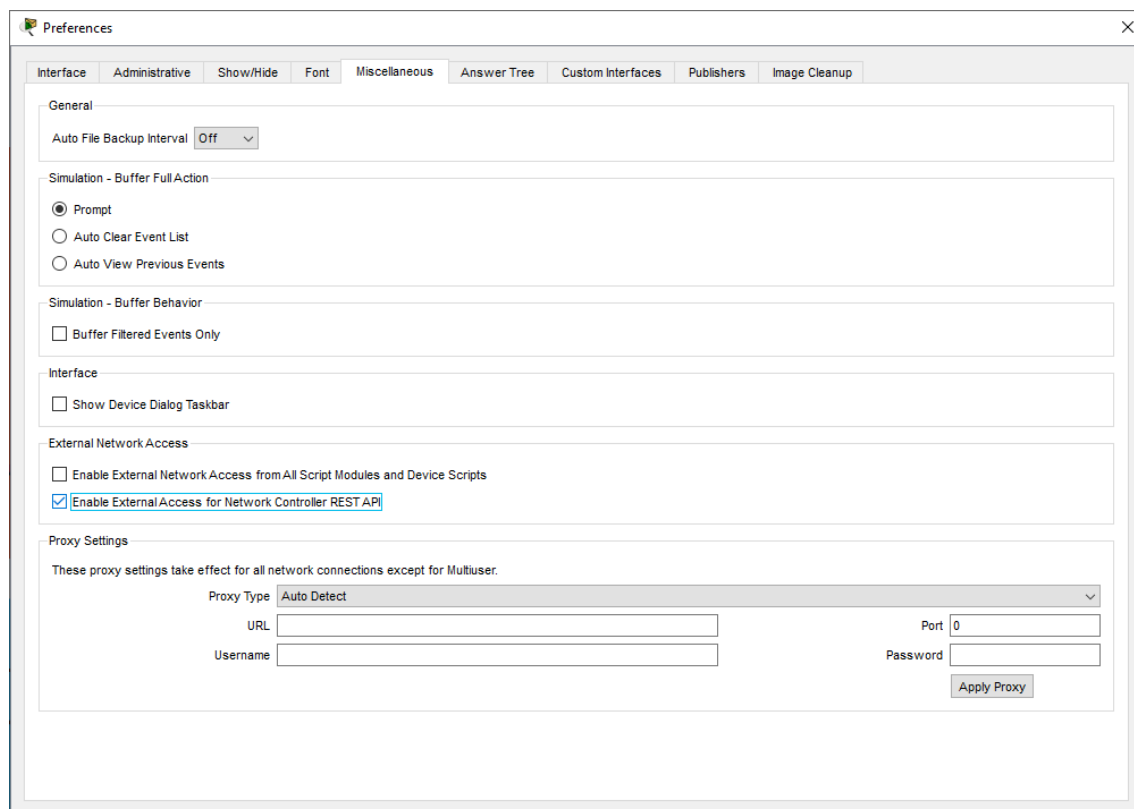 Preferences
Interface Administrative Show/Hide Font Miscellaneous Answer Tree Custom Interfaces Publishers Image Cleanup
General
Auto File Backup Interval Off
Simulation - Buffer Full Action
Prompt
Auto Clear Event List
Auto View Previous Events
Simulation - Buffer Behavior
Buffer Filtered Events Only
Interface
Show Device Dialog Taskbar
External Network Access
Enable External Network Access from All Script Modules and Device Scripts
Enable External Access for Network Controller REST API
Proxy Settings
These proxy settings take effect for all network connections except for Multiuser.
Proxy Type Auto Detect
URL Port 0
Username Password
Apply Proxy